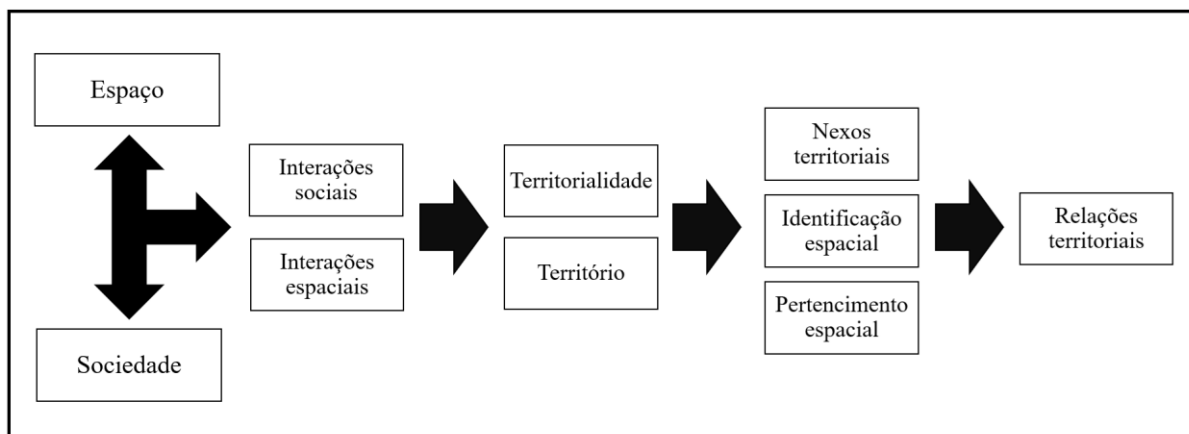 Espaço
Sociedade
Interações
sociais
Interações
espaciais
Territorialidade
Território
Nexos
territoriais
Identificação
espacial
Pertencimento
espacial
Relações
territoriais